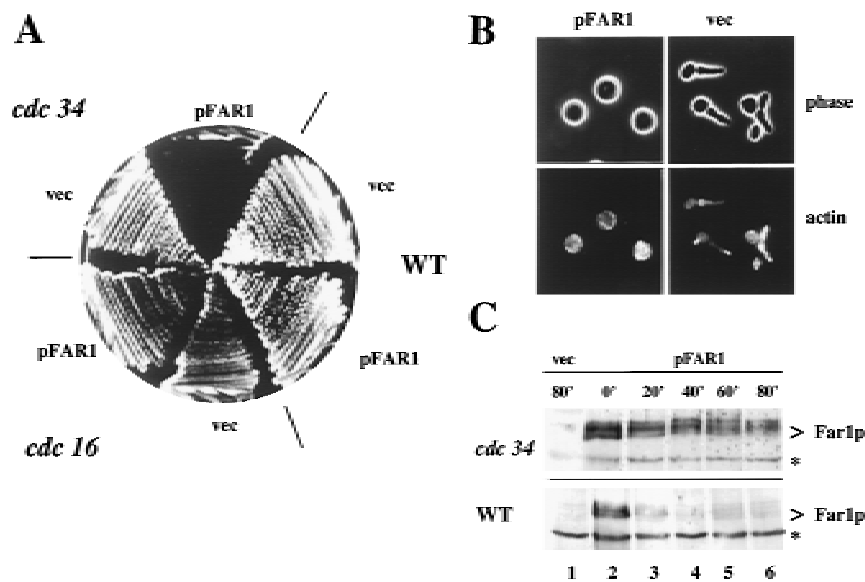 A
cdc 34
pFAR1
vec
vec
WT
pFAR1
pFAR1
vec
cdc 16
B
pFAR1
vec
phase
actin
C
vec
pFAR1
80' 0' 20' 40' 60' 80'
cdc 34
> Far1p
*
WT
> Far1p
*
1 2 3 4 5 6